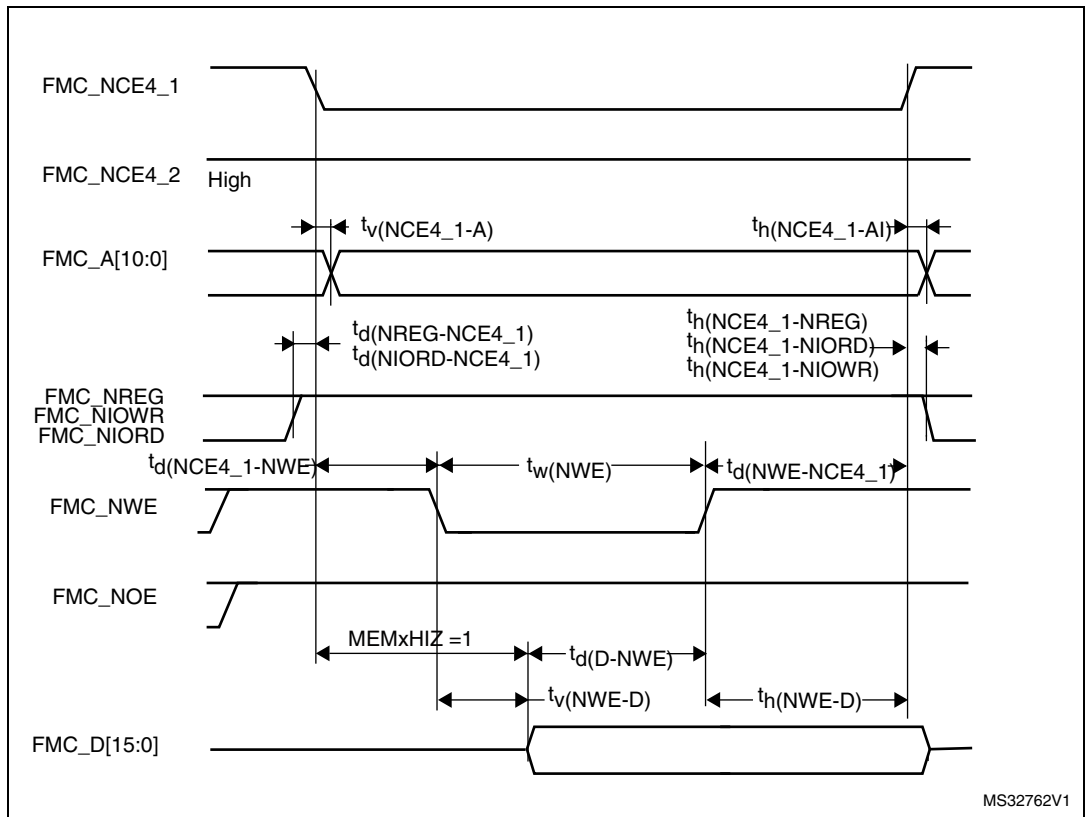 FMC_NCE4_1
FMC_NCE4_2 High
tv(NCE4_1-A) th(NCE4_1-AI)
FMC_A[10:0]
td(NREG-NCE4_1) th(NCE4_1-NREG)
td(NIORD-NCE4_1) th(NCE4_1-NIORD)
th(NCE4_1-NIOWR)
FMC_NREG
FMC_NIOWR
FMC_NIORD
td(NCE4_1-NWE) tw(NWE) td(NWE-NCE4_1)
FMC_NWE
FMC_NOE
MEMxHIZ =1
td(D-NWE)
tv(NWE-D) th(NWE-D)
FMC_D[15:0]
MS32762V1